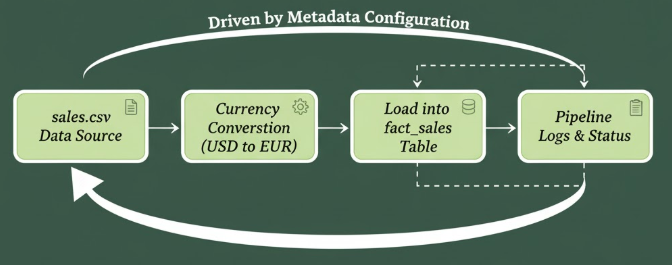 Driven by Metadata Configuration
sales.csv
Data Source
Currency
Converstion
(USD to EUR)
Load into
fact_sales
Table
Pipeline
Logs & Status